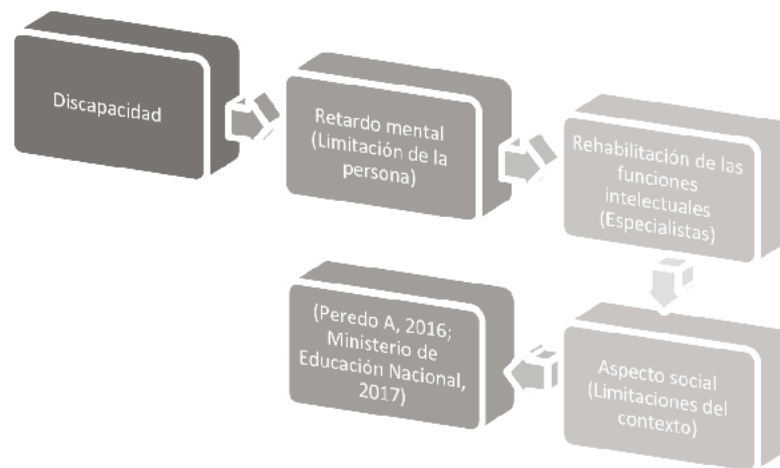 Discapacidad
Retardo mental
(Limitación de la
persona)
Rehabilitación de las
funciones
intelectuales
(Especialistas)
Aspecto social
(Limitaciones del
contexto)
(Peredo A, 2016;
Ministerio de
Educación Nacional,
2017)